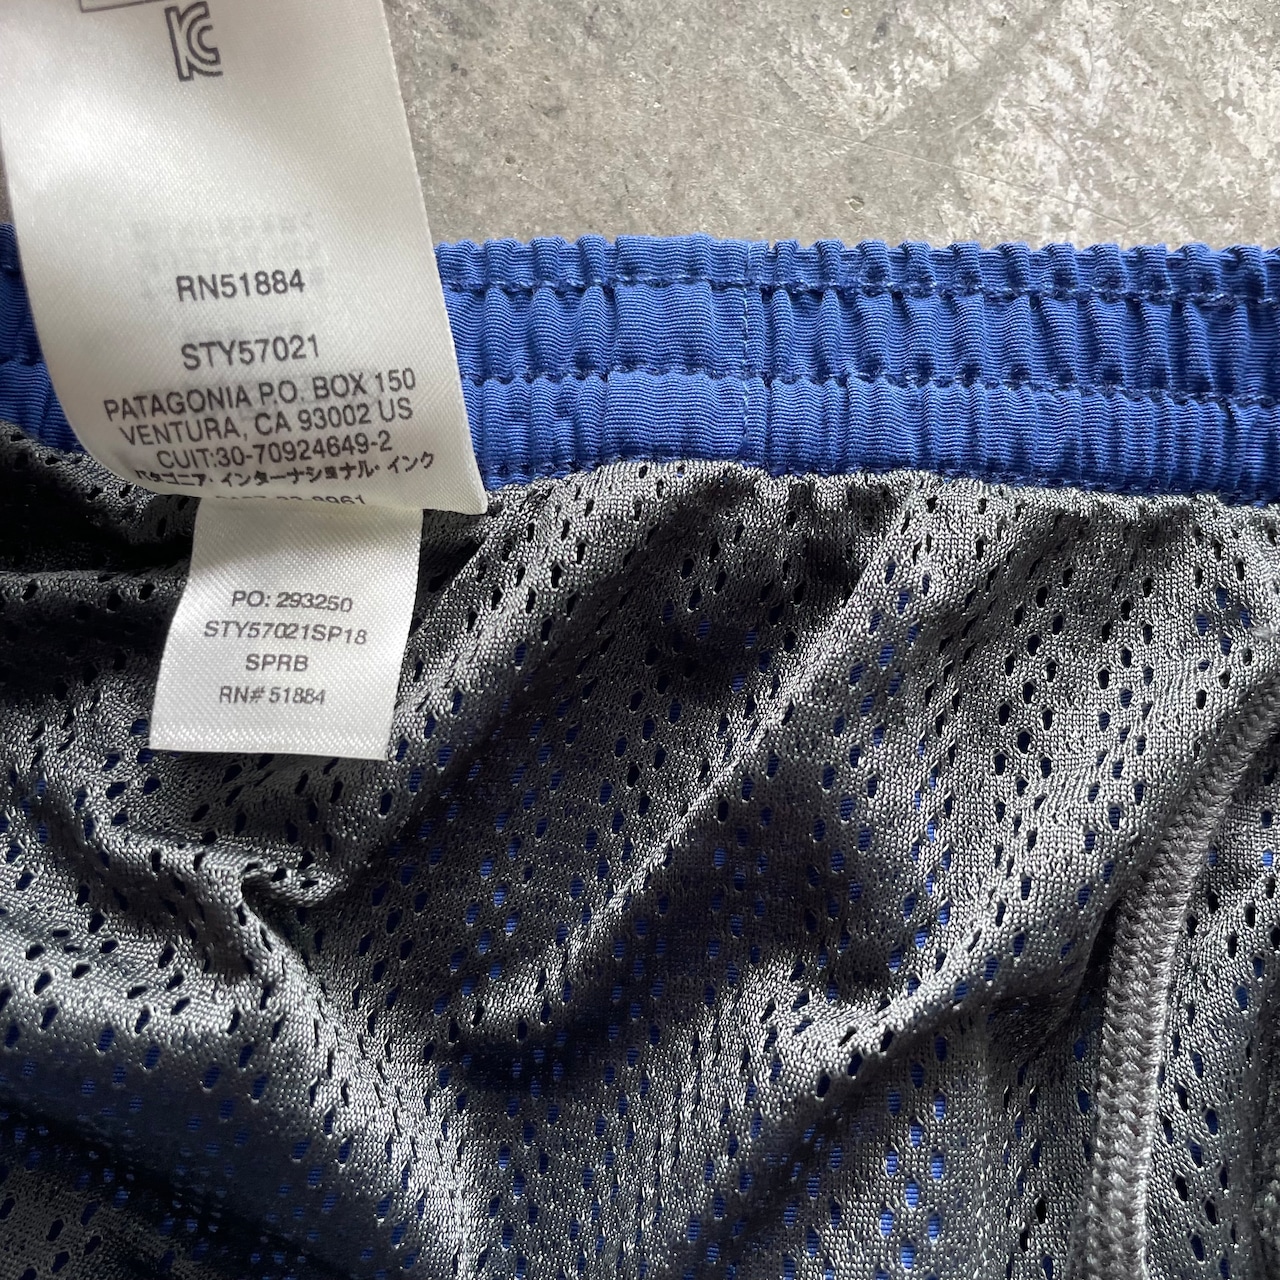 KC
RN51884
STY57021
PATAGONIA P.O. BOX 150
VENTURA, CA 93002 US
CUIT:30-70924649-2
パタゴニア・インターナショナル・インク
PO: 293250
STY57021SP18
SPRB
RN# 51884